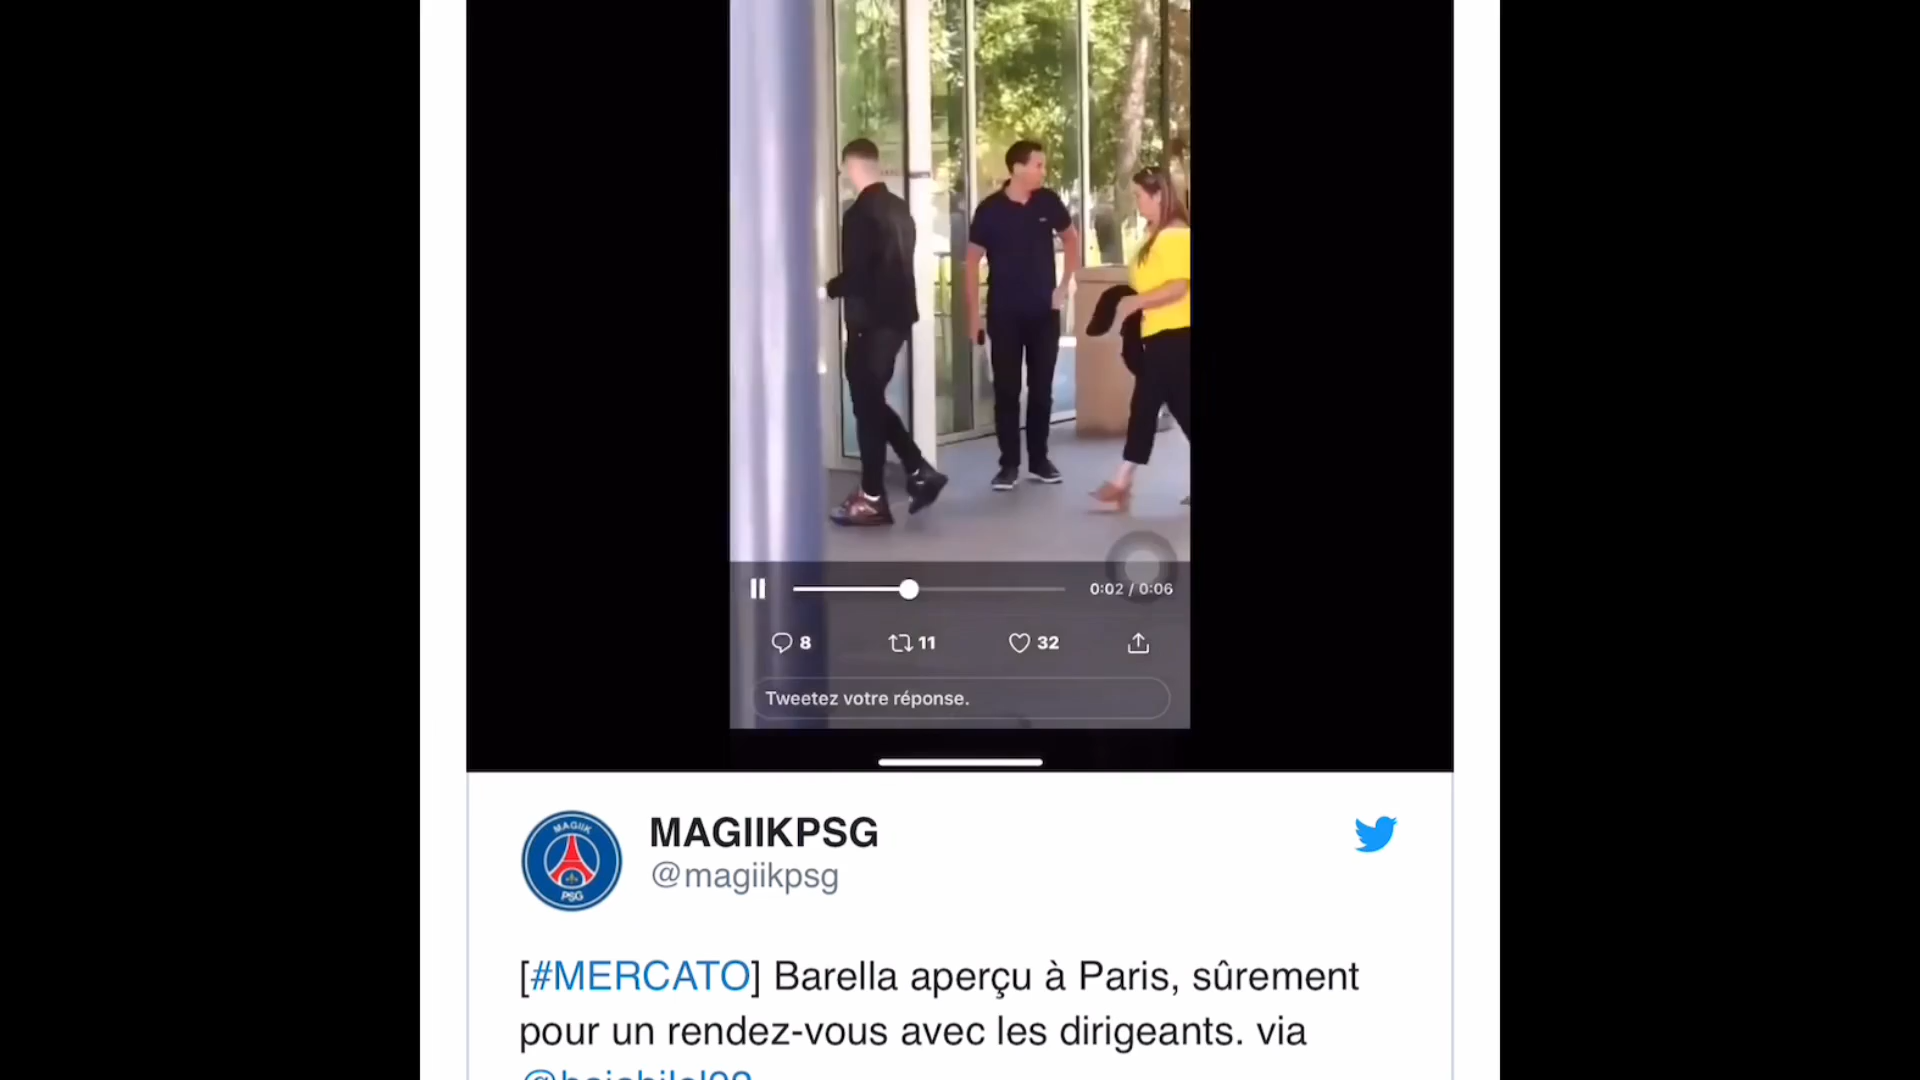 0:02 / 0:06
8
11
32
Tweetez votre réponse.
MAGIIK
PSG
MAGIIKPSG
@magiikpsg
[#MERCATO] Barella aperçu à Paris, sûrement
pour un rendez-vous avec les dirigeants. via